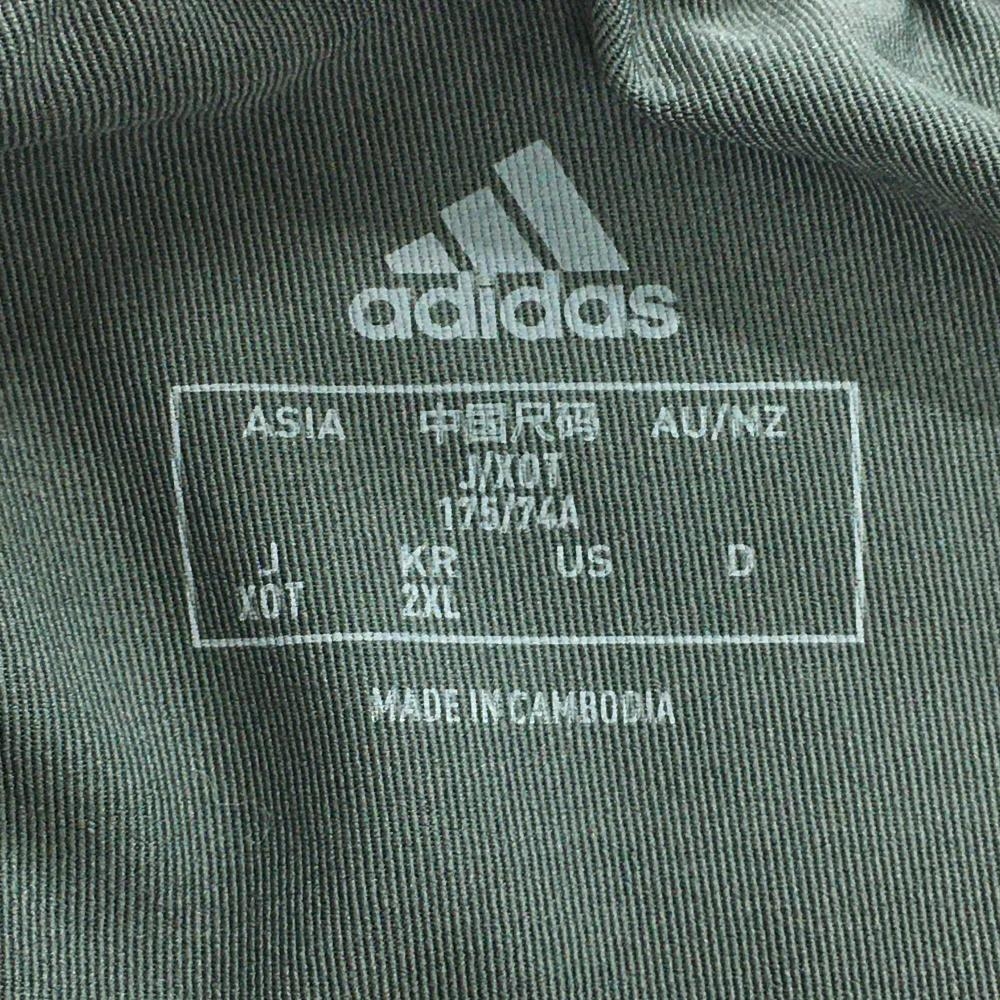 adidas
ASIA 中国尺码 AU/NZ
J/XOT
175/74A
J KR US D
XOT 2XL
MADE IN CAMBODIA